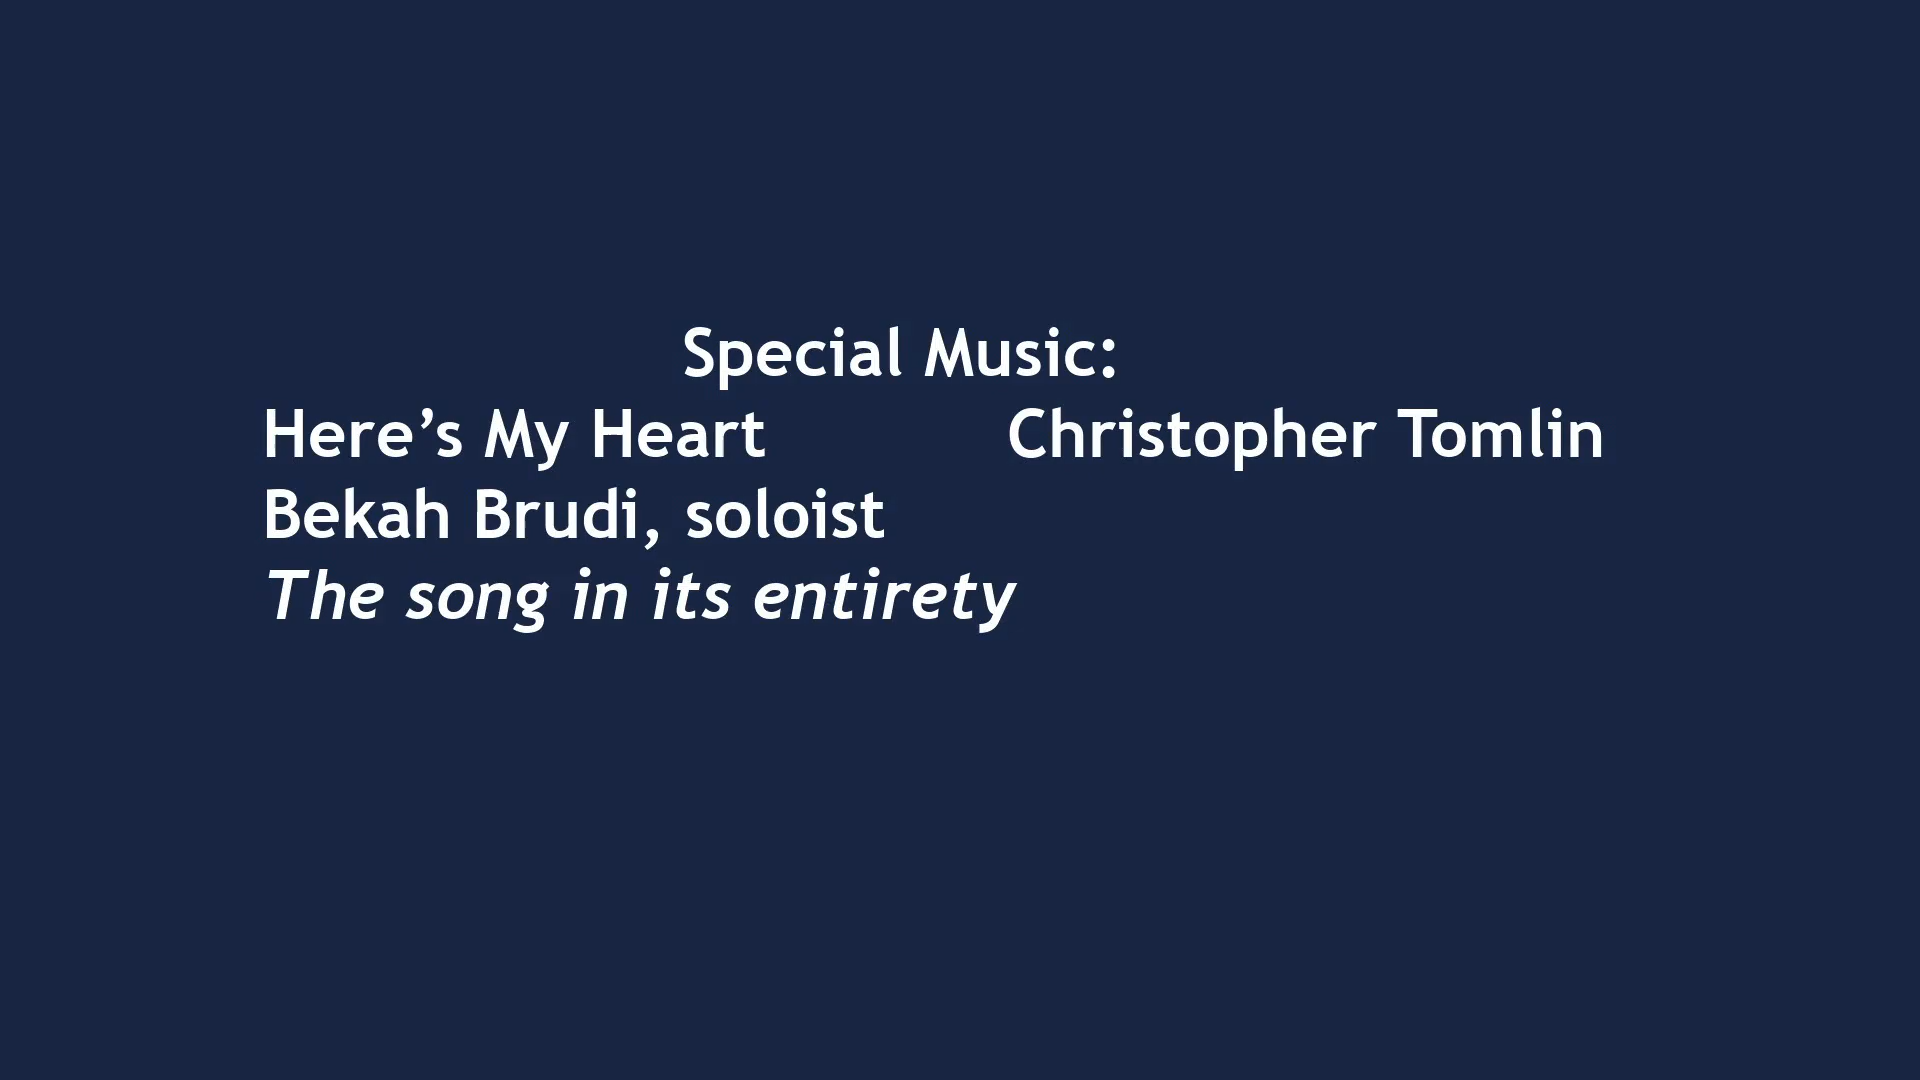 Special Music:
Here’s My Heart Christopher Tomlin
Bekah Brudi, soloist
The song in its entirety